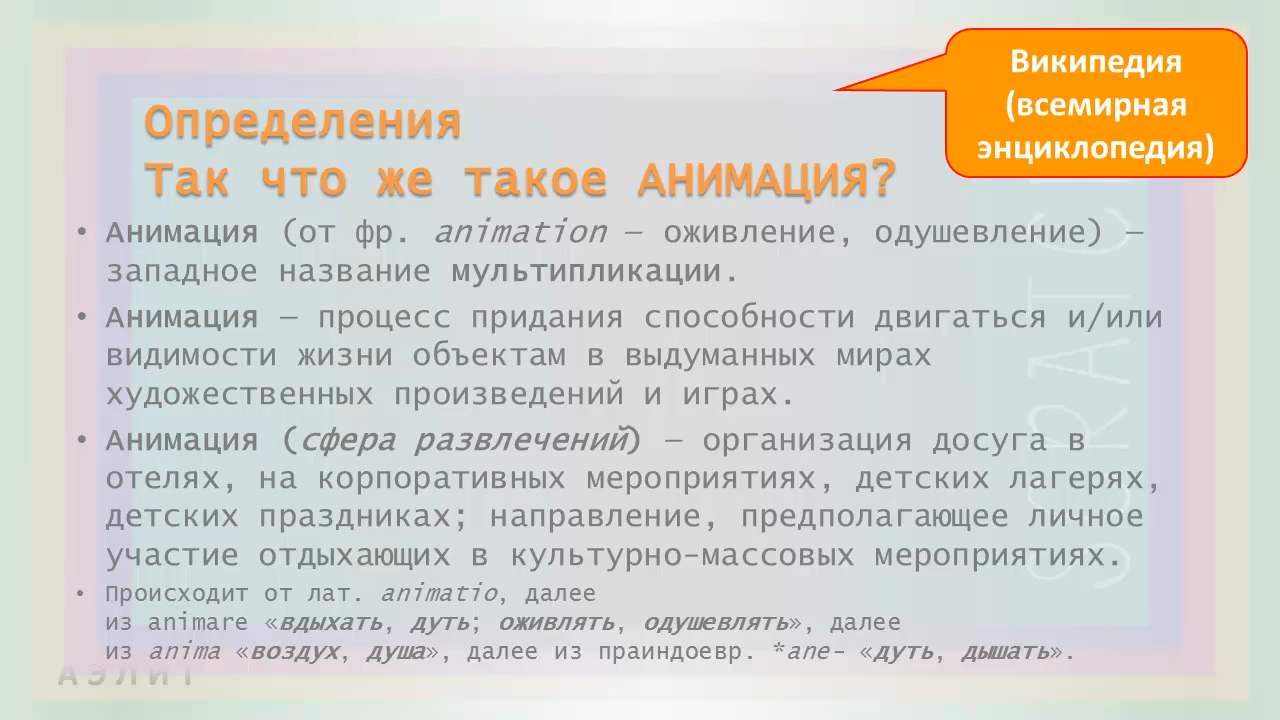 Википедия
(всемирная
энциклопедия)
Определения
Так что же такое АНИМАЦИЯ?
• Анимация (от фр. animation — оживление, одушевление) —
западное название мультипликации.
• Анимация — процесс придания способности двигаться и/или
видимости жизни объектам в выдуманных мирах
художественных произведений и играх.
• Анимация (сфера развлечений) — организация досуга в
отелях, на корпоративных мероприятиях, детских лагерях,
детских праздниках; направление, предполагающее личное
участие отдыхающих в культурно-массовых мероприятиях.
• Происходит от лат. animatio, далее
из animare «вдыхать, дуть; оживлять, одушевлять», далее
из anima «воздух, душа», далее из праиндоевр. *ane- «дуть, дышать».
АЭЛИТ